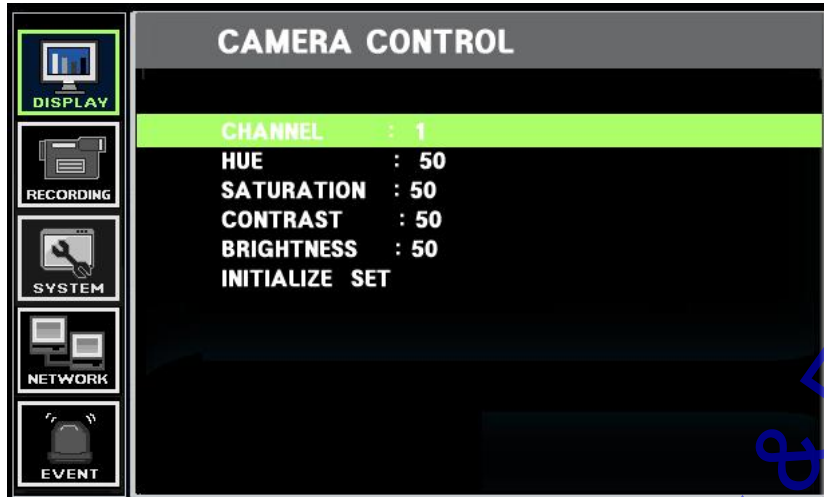 CAMERA CONTROL
DISPLAY
RECORDING
SYSTEM
NETWORK
EVENT
CHANNEL : 1
HUE : 50
SATURATION : 50
CONTRAST : 50
BRIGHTNESS : 50
INITIALIZE SET
&